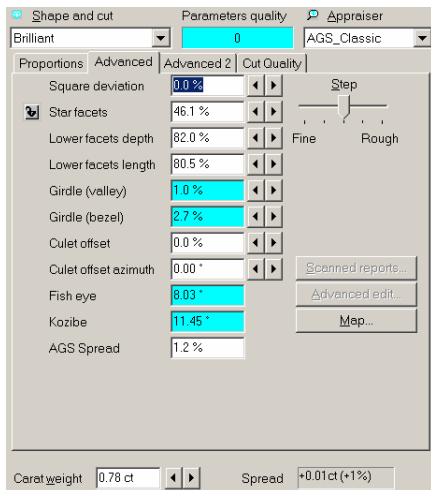 Shape and cut Parameters quality Appraiser
Brilliant 0 AGS_Classic
Proportions Advanced Advanced 2 Cut Quality
Square deviation 0.0 % Step
Star facets 46.1 %
Lower facets depth 82.0 % Fine Rough
Lower facets length 80.5 %
Girdle (valley) 1.0 %
Girdle (bezel) 2.7 %
Culet offset 0.0 %
Culet offset azimuth 0.00 ° Scanned reports...
Fish eye 8.03 ° Advanced edit...
Kozibe 11.45 ° Map...
AGS Spread 1.2 %
Carat weight 0.78 ct Spread +0.01ct (+1%)